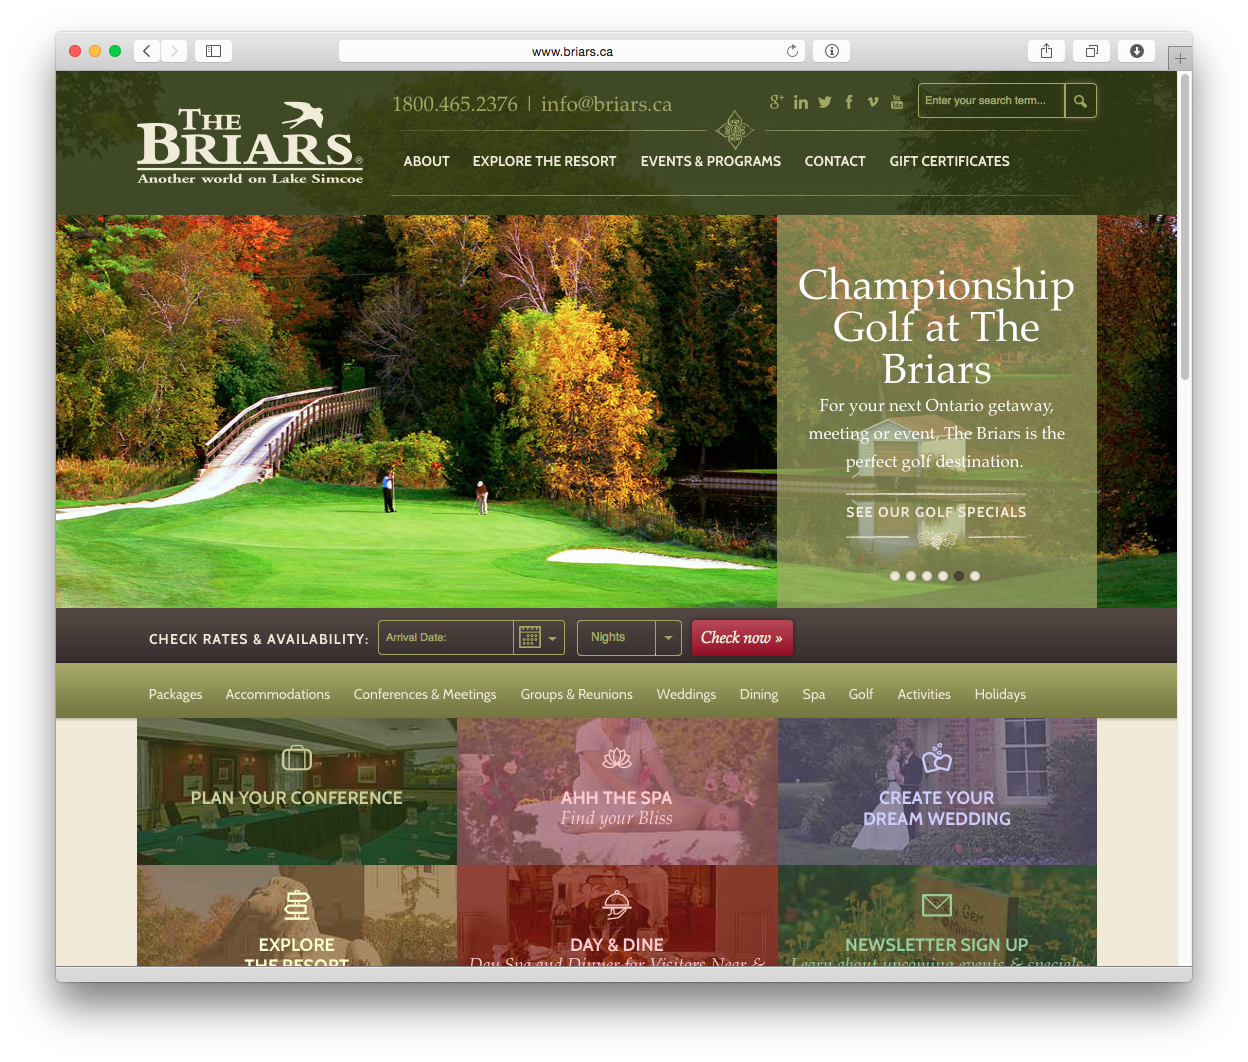 www.briars.ca
1800.465.2376 | info@briars.ca
Enter your search term...
THE
BRIARS®
Another world on Lake Simcoe
ABOUT EXPLORE THE RESORT EVENTS & PROGRAMS CONTACT GIFT CERTIFICATES
Championship
Golf at The
Briars
For your next Ontario getaway,
meeting or event, The Briars is the
perfect golf destination.
SEE OUR GOLF SPECIALS
CHECK RATES & AVAILABILITY: Arrival Date: Nights Check now »
Packages Accommodations Conferences & Meetings Groups & Reunions Weddings Dining Spa Golf Activities Holidays
PLAN YOUR CONFERENCE
AHH THE SPA
Find your Bliss
CREATE YOUR
DREAM WEDDING
EXPLORE
THE RESORT
DAY & DINE
Day Spa and Dinner for Visitors Near &
NEWSLETTER SIGN UP
Learn about upcoming events & specials